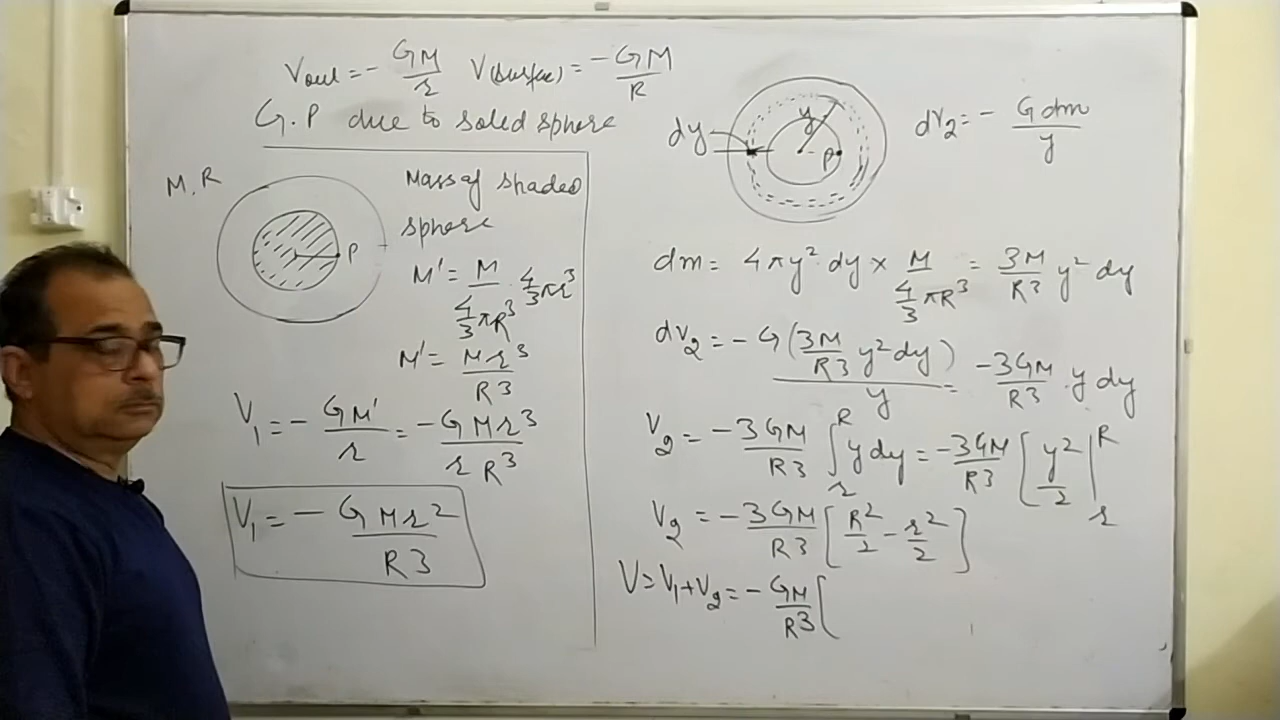 Vout = - GM/r V(surface) = - GM/R
G.P due to solid sphere
M, R
P
Mass of shaded
sphere
M' = M/(4/3 πR³) · 4/3 πr³
M' = Mr³/R³
V₁ = - GM'/r = - GMr³/rR³
V₁ = - GMr²/R³
dy
y
P
dV₂ = - Gdm/y
dm = 4πy² dy × M/(4/3 πR³) = 3M/R³ y² dy
dV₂ = - G(3M/R³ y² dy)/y = -3GM/R³ y dy
V₂ = -3GM/R³ ∫ᵣᴿ y dy = -3GM/R³ [y²/2|ᵣᴿ
V₂ = -3GM/R³ [R²/2 - r²/2]
V = V₁ + V₂ = - GM/R³ [